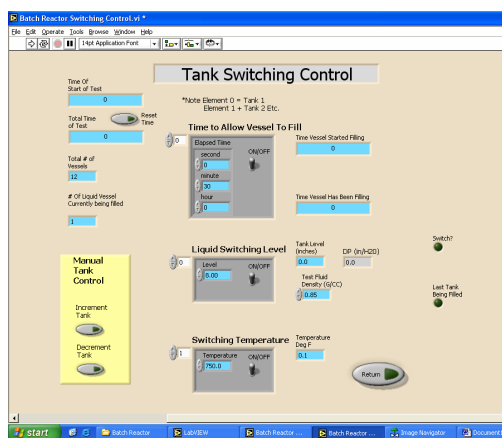 Batch Reactor Switching Control.vi *
File Edit Operate Tools Browse Window Help
14pt Application Font
Tank Switching Control
Time Of
Start of Test
0
*Note Element 0 = Tank 1
Element 1 + Tank 2 Etc.
Total Time
of Test
Reset
Time
0
Time to Allow Vessel To Fill
0
Elapsed Time
second
0
minute
30
hour
0
ON/OFF
Time Vessel Started Filling
0
Total # of
Vessels
12
# Of Liquid Vessel
Currently being filled
1
Time Vessel Has Been Filling
0
Manual
Tank
Control
Increment
Tank
Decrement
Tank
Liquid Switching Level
0
Level
8.00
ON/OFF
Tank Level
(inches)
0.0
DP (in/H2O)
0.0
Test Fluid
Density (G/CC)
0.85
Switch?
Last Tank
Being Filled
Switching Temperature
1
Temperature
750.0
ON/OFF
Temperature
Deg F
0.1
Return
start
Batch Reactor
LabVIEW
Batch Reactor ...
Batch Reactor ...
Image Navigator
Document1